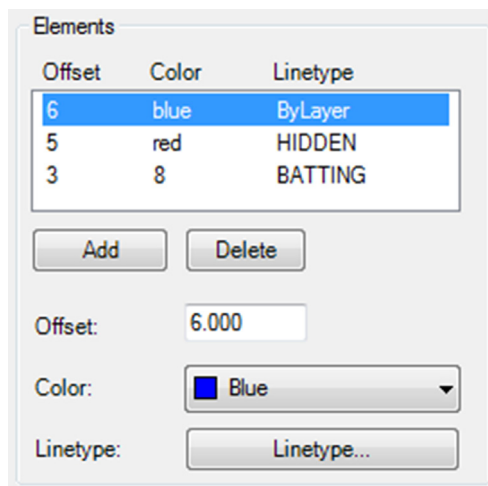 Elements
Offset Color Linetype
6 blue ByLayer
5 red HIDDEN
3 8 BATTING
Add Delete
Offset: 6.000
Color: Blue
Linetype: Linetype...